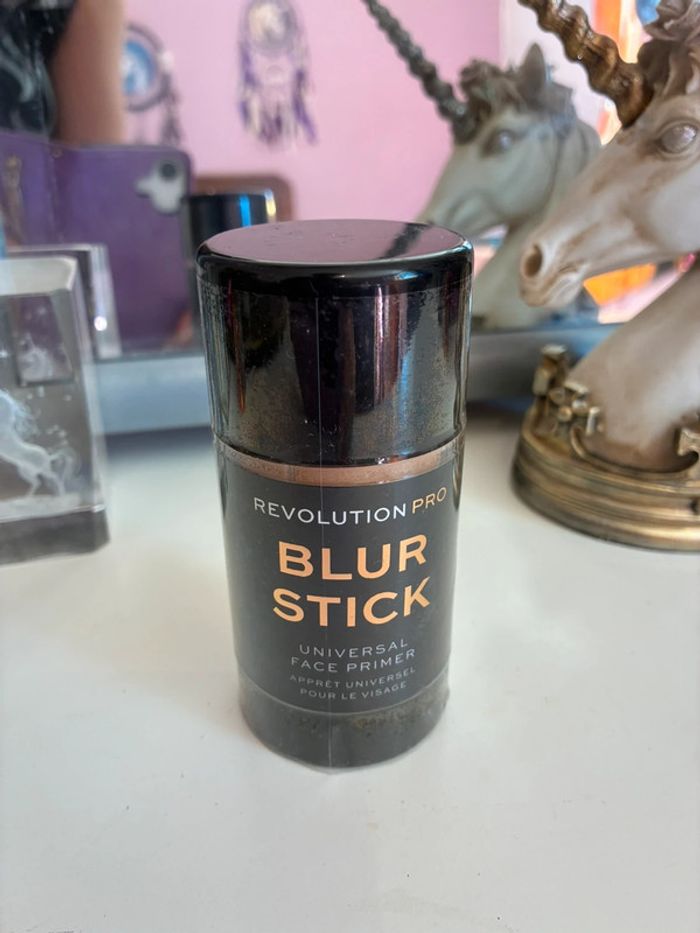 REVOLUTION PRO
BLUR
STICK
UNIVERSAL
FACE PRIMER
APPRÊT UNIVERSEL
POUR LE VISAGE